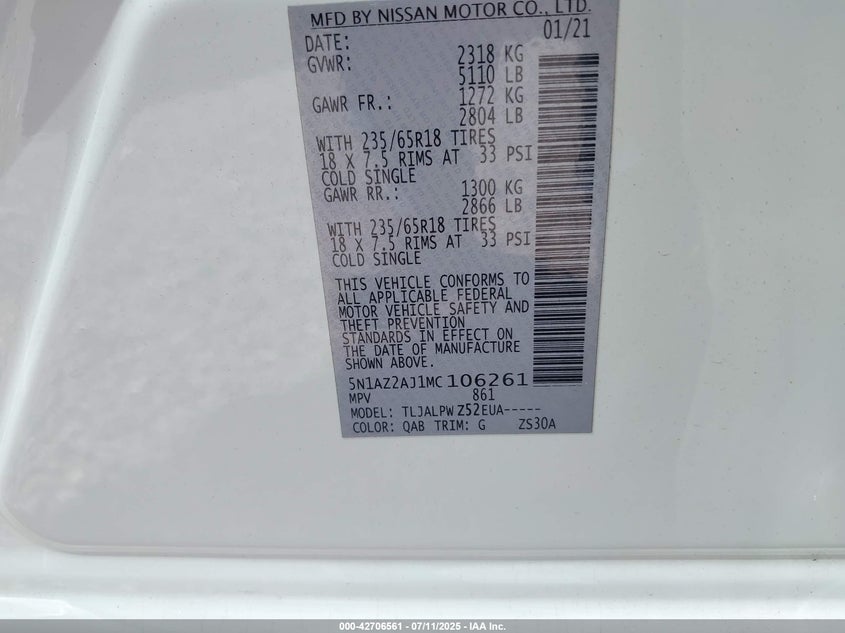 MFD BY NISSAN MOTOR CO., LTD.
DATE: 01/21
GVWR: 2318 KG
5110 LB
GAWR FR.: 1272 KG
2804 LB
WITH 235/65R18 TIRES
18 X 7.5 RIMS AT 33 PSI
COLD SINGLE
GAWR RR.: 1300 KG
2866 LB
WITH 235/65R18 TIRES
18 X 7.5 RIMS AT 33 PSI
COLD SINGLE
THIS VEHICLE CONFORMS TO
ALL APPLICABLE FEDERAL
MOTOR VEHICLE SAFETY AND
THEFT PREVENTION
STANDARDS IN EFFECT ON
THE DATE OF MANUFACTURE
SHOWN ABOVE.
5N1AZ2AJ1MC106261
MPV 861
MODEL: TLJALPW Z52EUA-----
COLOR: QAB TRIM: G ZS30A
000-42706561 - 07/11/2025 - IAA Inc.